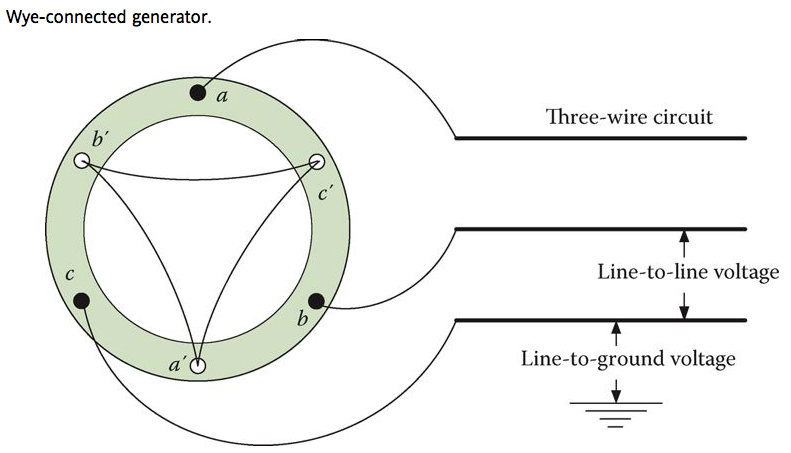 Wye-connected generator.
a
b′
Three-wire circuit
c′
c
Line-to-line voltage
b
a′
Line-to-ground voltage